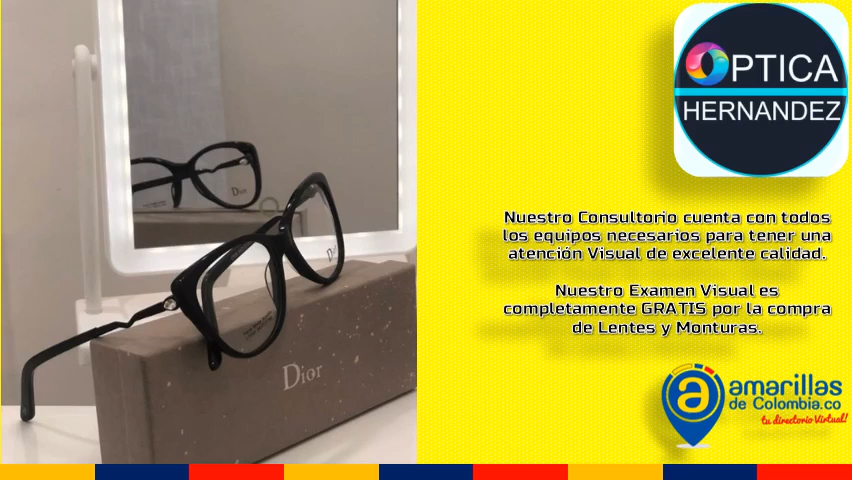 OPTICA
HERNANDEZ
Dior
Dior
Nuestro Consultorio cuenta con todos
los equipos necesarios para tener una
atención Visual de excelente calidad.
Nuestro Examen Visual es
completamente GRATIS por la compra
de Lentes y Monturas.
a
amarillas
de Colombia.co
tu directorio Virtual!